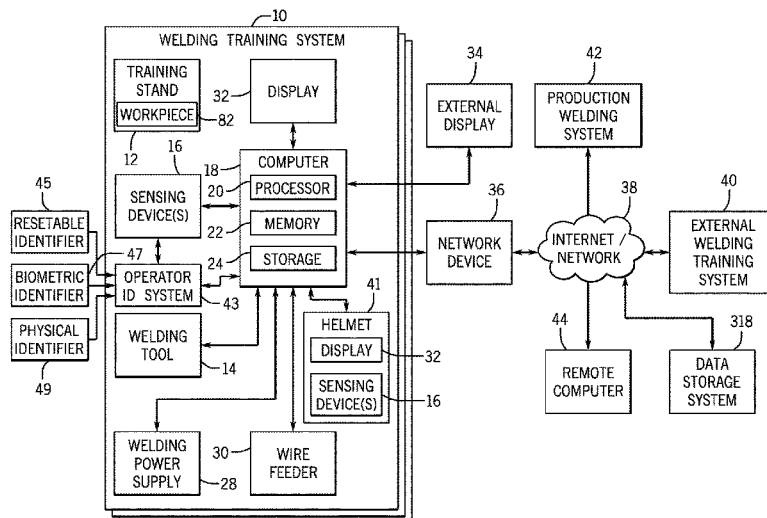 10
WELDING TRAINING SYSTEM
TRAINING
STAND
WORKPIECE
82
12
32
DISPLAY
34
EXTERNAL
DISPLAY
42
PRODUCTION
WELDING
SYSTEM
16
SENSING
DEVICE(S)
18
COMPUTER
20
PROCESSOR
22
MEMORY
24
STORAGE
45
RESETABLE
IDENTIFIER
47
BIOMETRIC
IDENTIFIER
PHYSICAL
IDENTIFIER
49
OPERATOR
ID SYSTEM
43
WELDING
TOOL
14
36
NETWORK
DEVICE
38
INTERNET /
NETWORK
40
EXTERNAL
WELDING
TRAINING
SYSTEM
41
HELMET
DISPLAY
32
SENSING
DEVICE(S)
16
44
REMOTE
COMPUTER
318
DATA
STORAGE
SYSTEM
WELDING
POWER
SUPPLY
28
30
WIRE
FEEDER